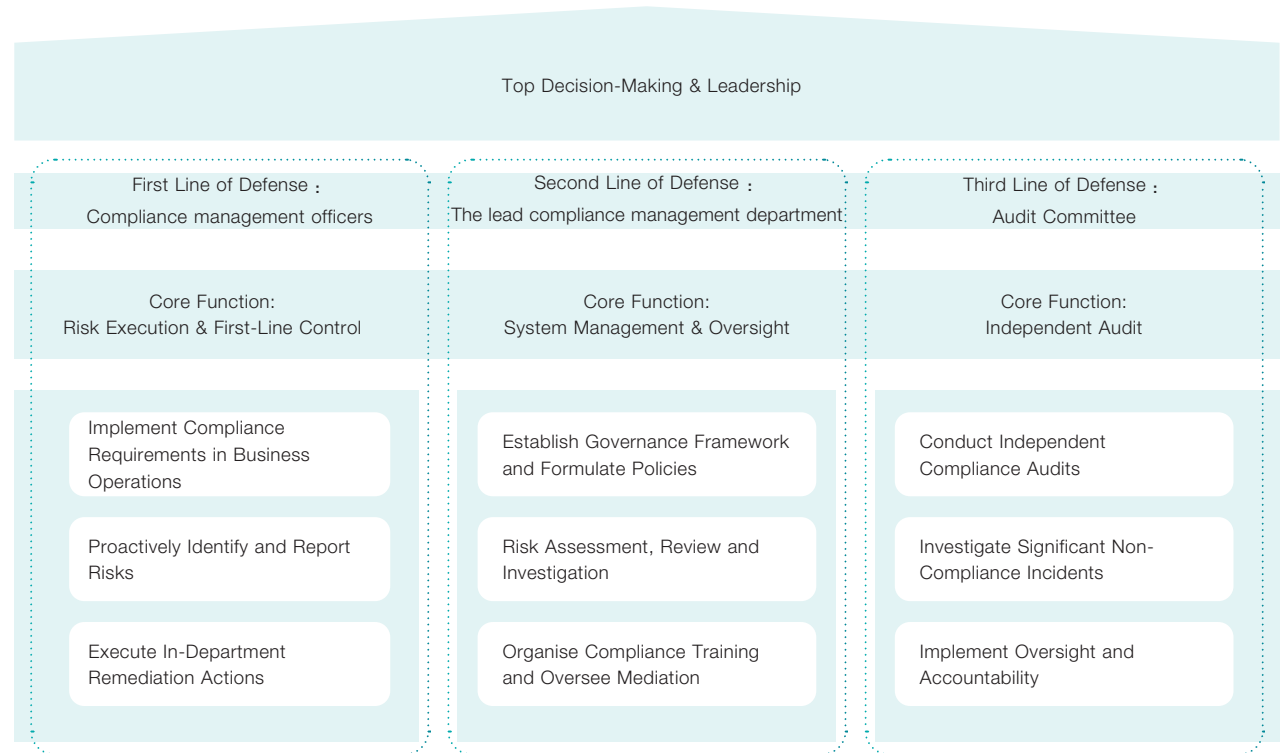 Top Decision-Making & Leadership
First Line of Defense：
Compliance management officers
Second Line of Defense：
The lead compliance management department
Third Line of Defense：
Audit Committee
Core Function:
Risk Execution & First-Line Control
Core Function:
System Management & Oversight
Core Function:
Independent Audit
Implement Compliance
Requirements in Business
Operations
Proactively Identify and Report
Risks
Execute In-Department
Remediation Actions
Establish Governance Framework
and Formulate Policies
Risk Assessment, Review and
Investigation
Organise Compliance Training
and Oversee Mediation
Conduct Independent
Compliance Audits
Investigate Significant Non-
Compliance Incidents
Implement Oversight and
Accountability